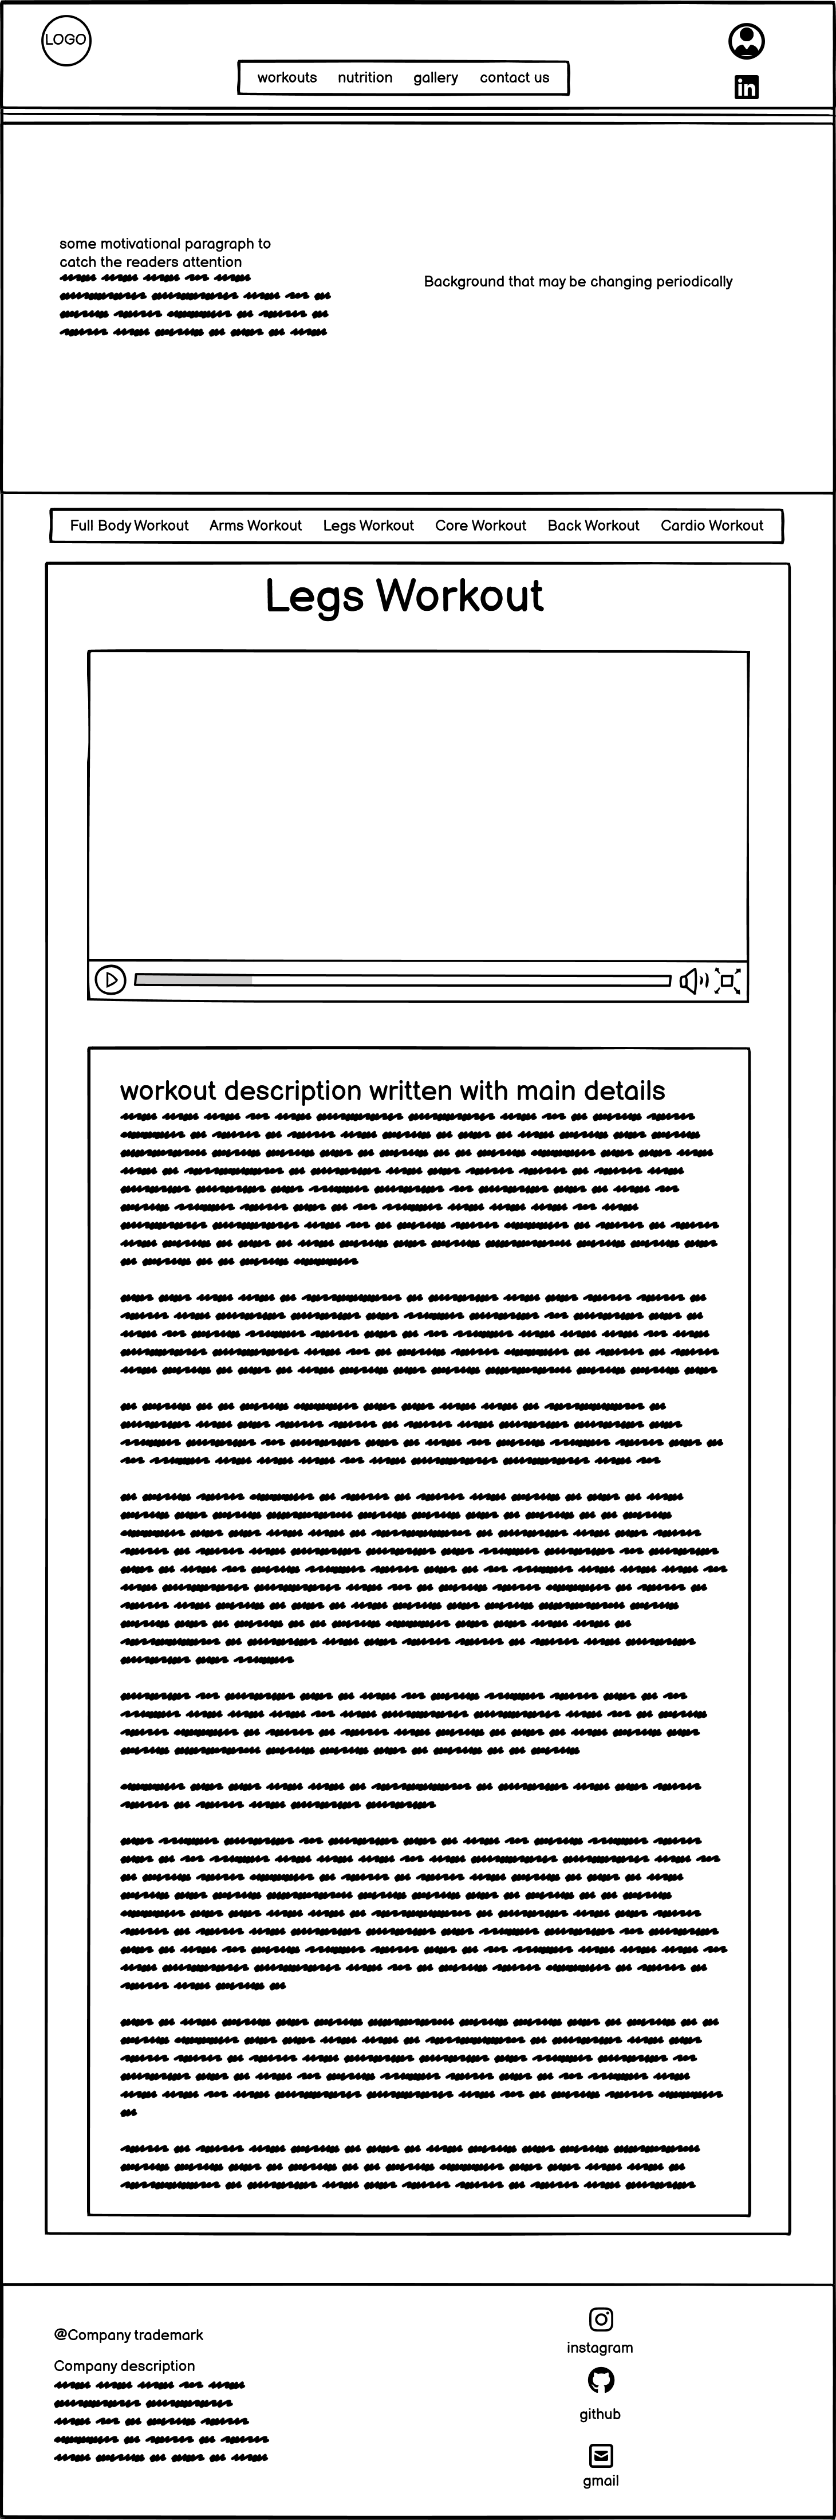 LOGO
workouts nutrition gallery contact us
in
some motivational paragraph to
catch the readers attention
Background that may be changing periodically
Full Body Workout Arms Workout Legs Workout Core Workout Back Workout Cardio Workout
Legs Workout
workout description written with main details
@Company trademark
Company description
instagram
github
gmail